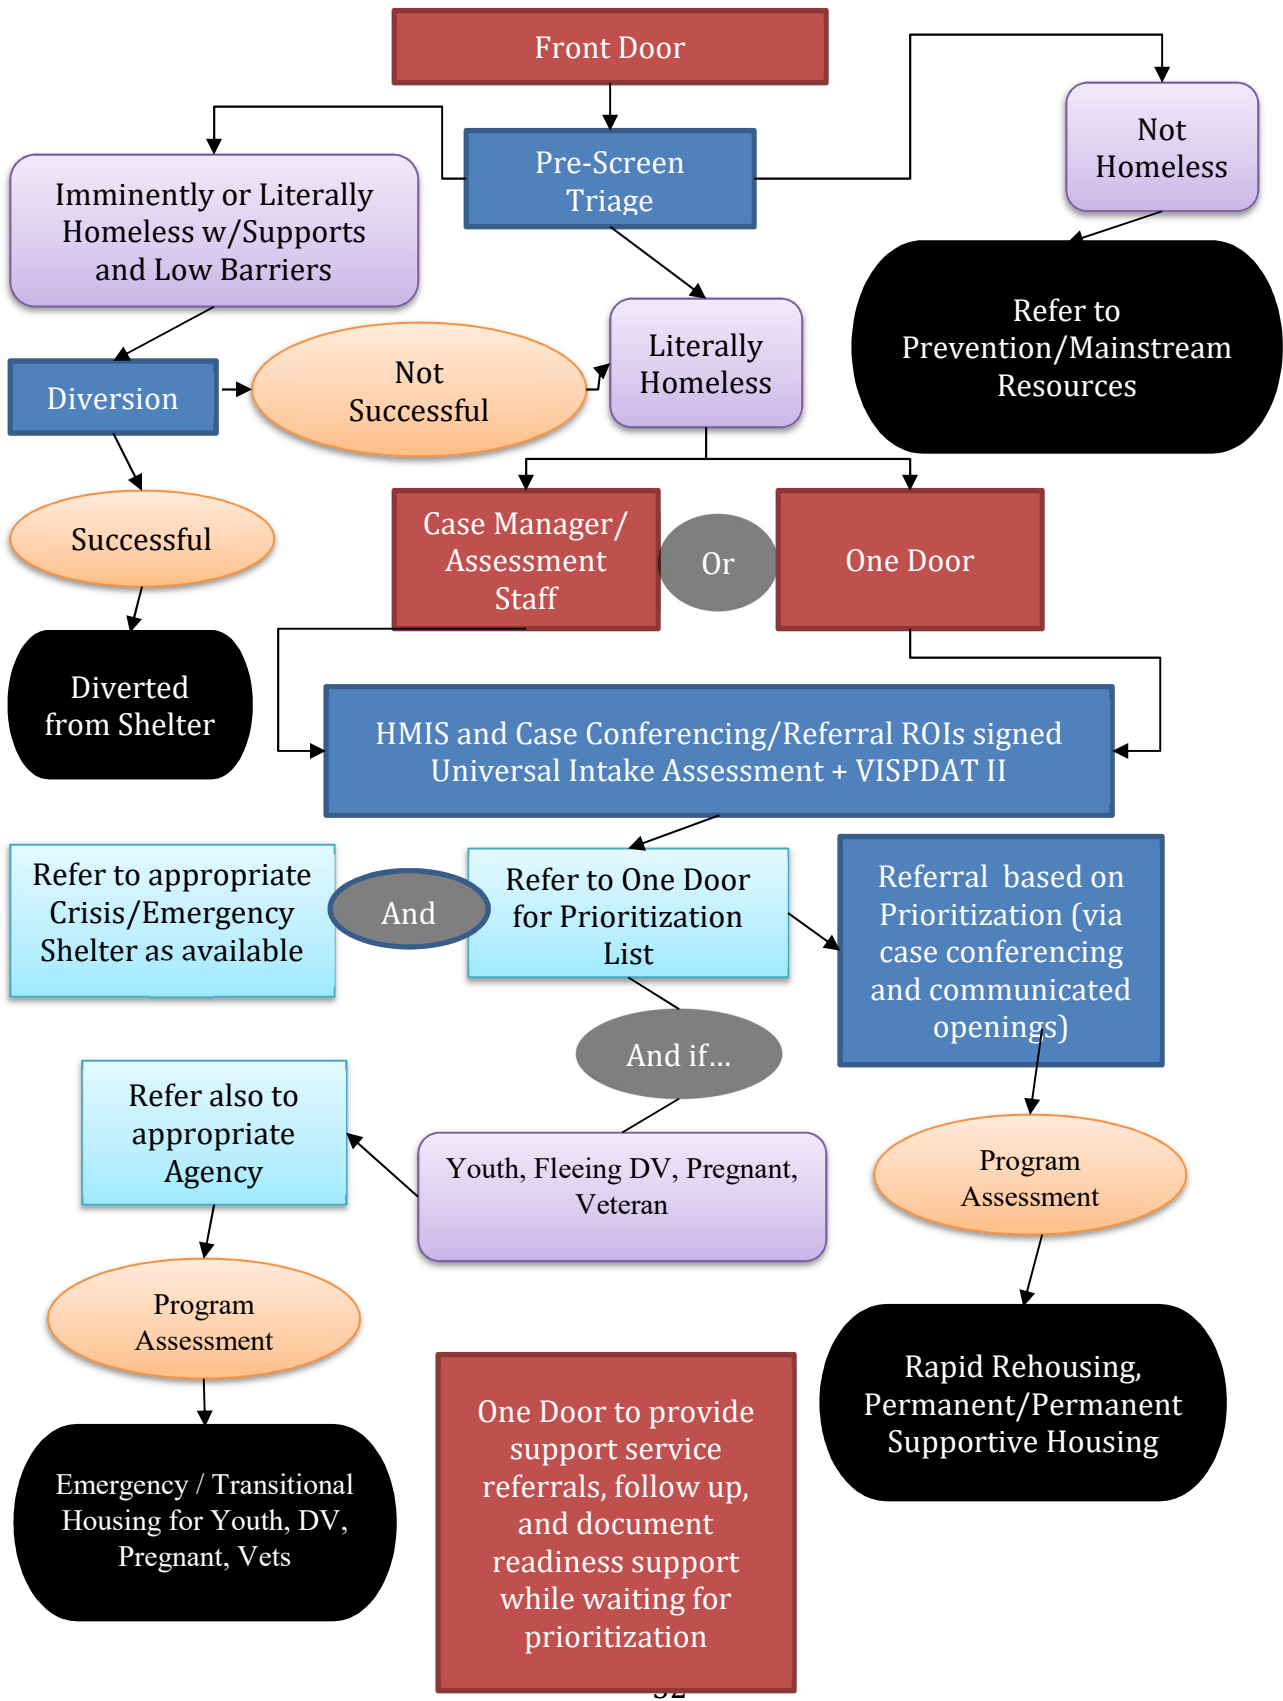 Front Door
Not
Homeless
Pre-Screen
Triage
Imminently or Literally
Homeless w/Supports
and Low Barriers
Refer to
Prevention/Mainstream
Resources
Literally
Homeless
Not
Successful
Diversion
Successful
Case Manager/
Assessment
Staff
Or
One Door
Diverted
from Shelter
HMIS and Case Conferencing/Referral ROIs signed
Universal Intake Assessment + VISPDAT II
Refer to appropriate
Crisis/Emergency
Shelter as available
And
Refer to One Door
for Prioritization
List
Referral based on
Prioritization (via
case conferencing
and communicated
openings)
And if...
Refer also to
appropriate
Agency
Youth, Fleeing DV, Pregnant,
Veteran
Program
Assessment
Program
Assessment
Rapid Rehousing,
Permanent/Permanent
Supportive Housing
One Door to provide
support service
referrals, follow up,
and document
readiness support
while waiting for
prioritization
Emergency / Transitional
Housing for Youth, DV,
Pregnant, Vets